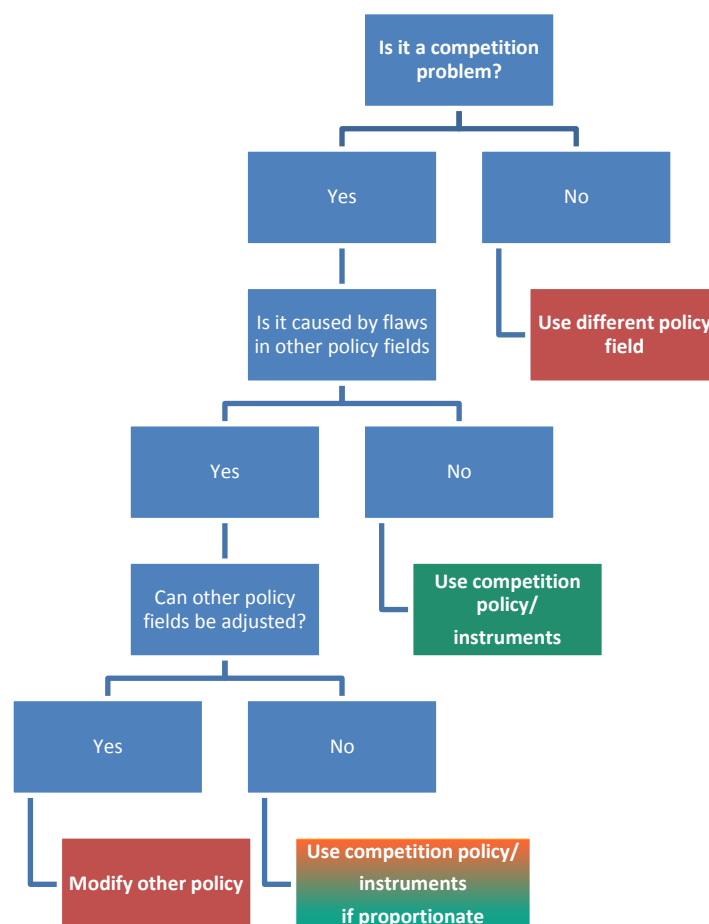 Is it a competition
problem?
Yes
No
Is it caused by flaws
in other policy fields
Use different policy
field
Yes
No
Can other policy
fields be adjusted?
Use competition
policy/
instruments
Yes
No
Modify other policy
Use competition policy/
instruments
if proportionate